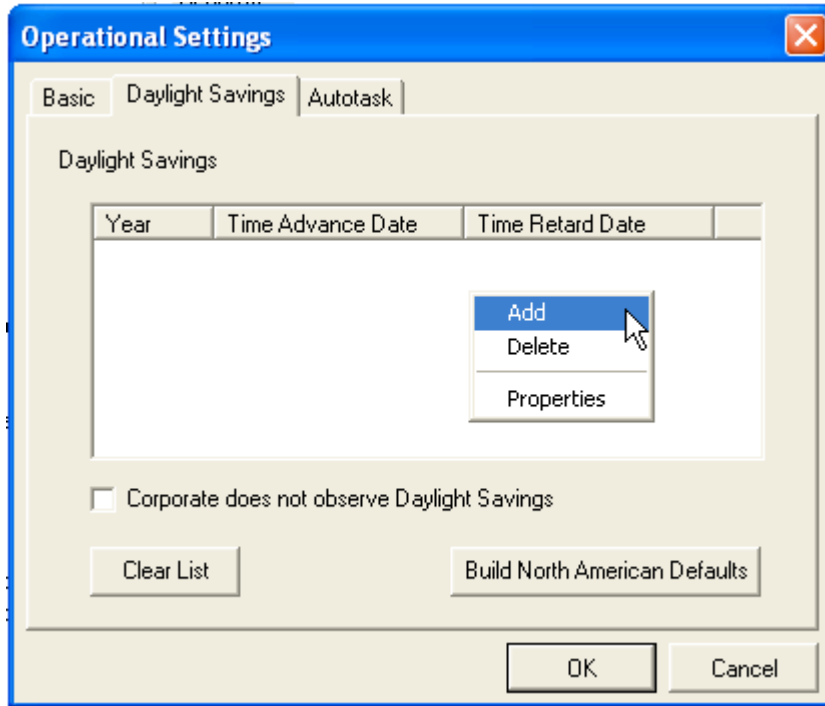 Operational Settings
Basic Daylight Savings Autotask
Daylight Savings
Year Time Advance Date Time Retard Date
Add
Delete
Properties
Corporate does not observe Daylight Savings
Clear List Build North American Defaults
OK Cancel